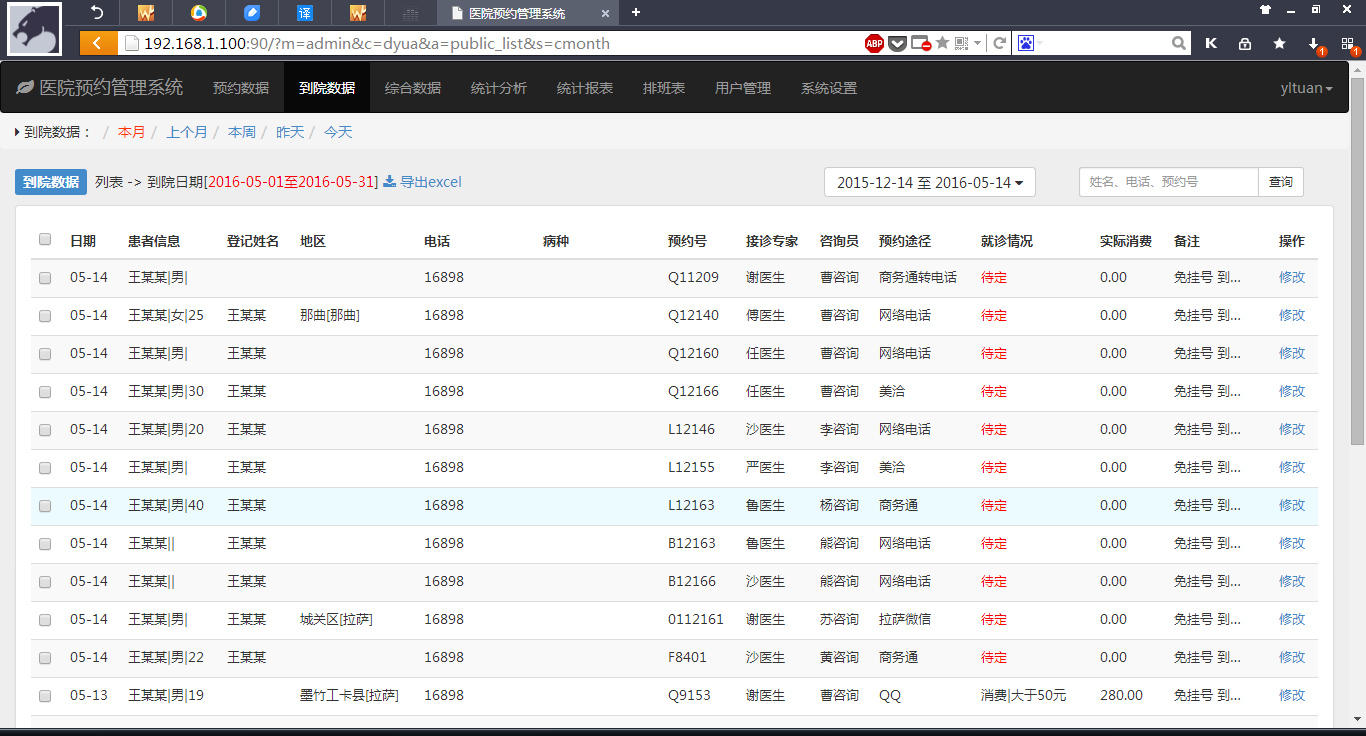 译
医院预约管理系统
192.168.1.100:90/?m=admin&c=dyua&a=public_list&s=cmonth
ABP
K
1
1
医院预约管理系统 预约数据 到院数据 综合数据 统计分析 统计报表 排班表 用户管理 系统设置 yltuan
到院数据： / 本月 / 上个月 / 本周 / 昨天 / 今天
到院数据 列表 -> 到院日期[2016-05-01至2016-05-31] 导出excel 2015-12-14 至 2016-05-14 姓名、电话、预约号 查询
日期 患者信息 登记姓名 地区 电话 病种 预约号 接诊专家 咨询员 预约途径 就诊情况 实际消费 备注 操作
05-14 王某某|男| 16898 Q11209 谢医生 曹咨询 商务通转电话 待定 0.00 免挂号 到... 修改
05-14 王某某|女|25 王某某 那曲[那曲] 16898 Q12140 傅医生 曹咨询 网络电话 待定 0.00 免挂号 到... 修改
05-14 王某某|男| 王某某 16898 Q12160 任医生 曹咨询 网络电话 待定 0.00 免挂号 到... 修改
05-14 王某某|男|30 王某某 16898 Q12166 任医生 曹咨询 美洽 待定 0.00 免挂号 到... 修改
05-14 王某某|男|20 王某某 16898 L12146 沙医生 李咨询 网络电话 待定 0.00 免挂号 到... 修改
05-14 王某某|男| 王某某 16898 L12155 严医生 李咨询 美洽 待定 0.00 免挂号 到... 修改
05-14 王某某|男|40 王某某 16898 L12163 鲁医生 杨咨询 商务通 待定 0.00 免挂号 到... 修改
05-14 王某某|| 王某某 16898 B12163 鲁医生 熊咨询 网络电话 待定 0.00 免挂号 到... 修改
05-14 王某某|| 王某某 16898 B12166 沙医生 熊咨询 网络电话 待定 0.00 免挂号 到... 修改
05-14 王某某|男| 王某某 城关区[拉萨] 16898 0112161 谢医生 苏咨询 拉萨微信 待定 0.00 免挂号 到... 修改
05-14 王某某|男|22 王某某 16898 F8401 沙医生 黄咨询 商务通 待定 0.00 免挂号 到... 修改
05-13 王某某|男|19 墨竹工卡县[拉萨] 16898 Q9153 谢医生 曹咨询 QQ 消费|大于50元 280.00 免挂号 到... 修改